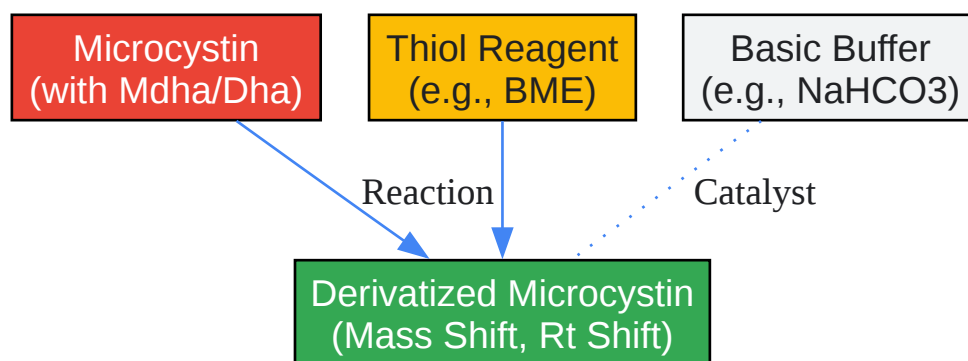 Microcystin
(with Mdha/Dha)
Thiol Reagent
(e.g., BME)
Basic Buffer
(e.g., NaHCO3)
Reaction
Catalyst
Derivatized Microcystin
(Mass Shift, Rt Shift)